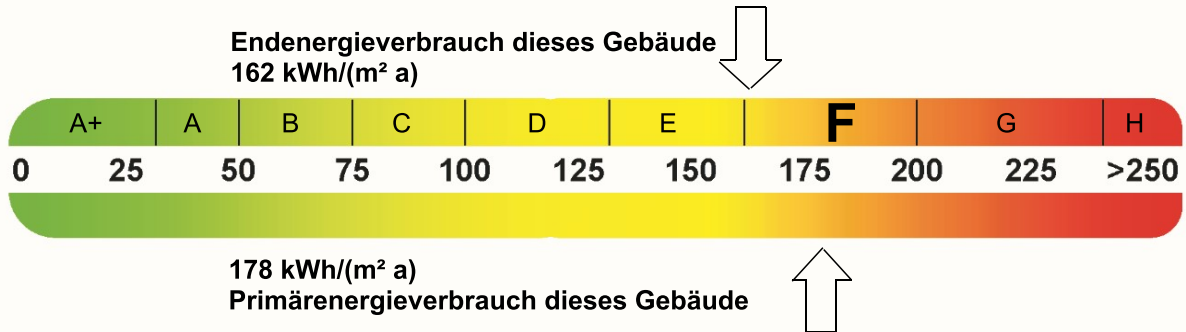 Endenergieverbrauch dieses Gebäude
162 kWh/(m² a)
A+ A B C D E F G H
0 25 50 75 100 125 150 175 200 225 >250
178 kWh/(m² a)
Primärenergieverbrauch dieses Gebäude